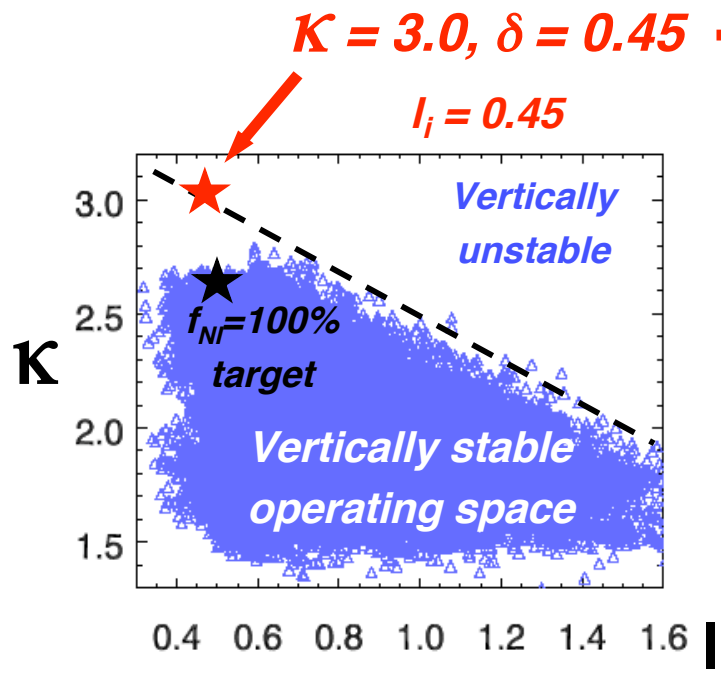 κ = 3.0, δ = 0.45
lᵢ = 0.45
Vertically
unstable
3.0
2.5
f_NI=100%
target
κ
2.0
Vertically stable
operating space
1.5
0.4 0.6 0.8 1.0 1.2 1.4 1.6
l